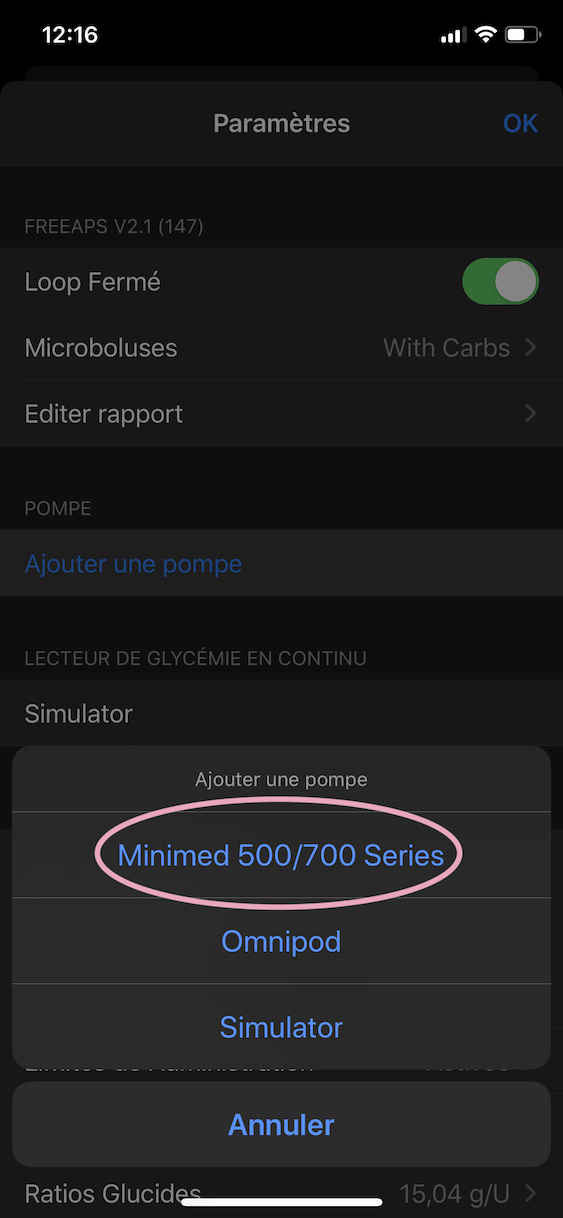 12:16
Paramètres
OK
FREEAPS V2.1 (147)
Loop Fermé
Microboluses
With Carbs
Editer rapport
POMPE
Ajouter une pompe
LECTEUR DE GLYCÉMIE EN CONTINU
Simulator
Ajouter une pompe
Minimed 500/700 Series
Omnipod
Simulator
Annuler
Ratios Glucides
15,04 g/U